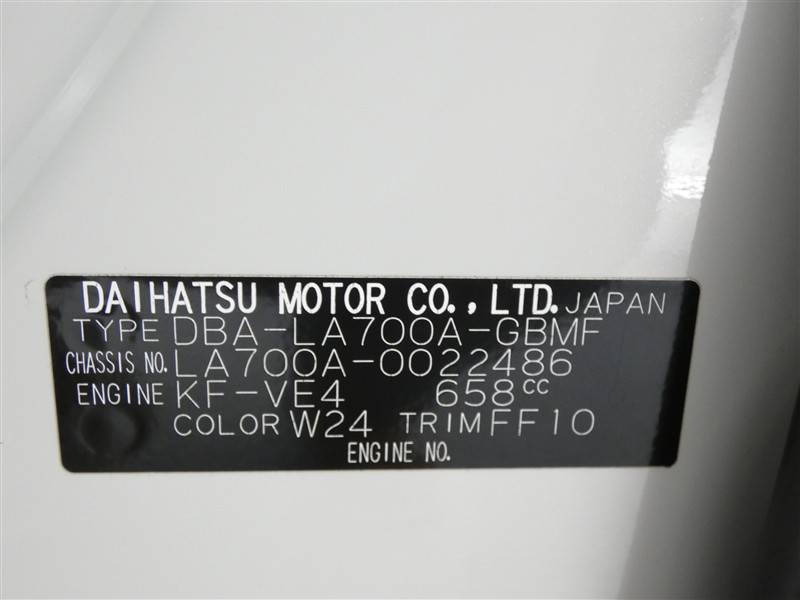 DAIHATSU MOTOR CO., LTD. JAPAN
TYPE DBA-LA700A-GBMF
CHASSIS NO. LA700A-0022486
ENGINE KF-VE4 658cc
COLOR W24 TRIM FF10
ENGINE NO.